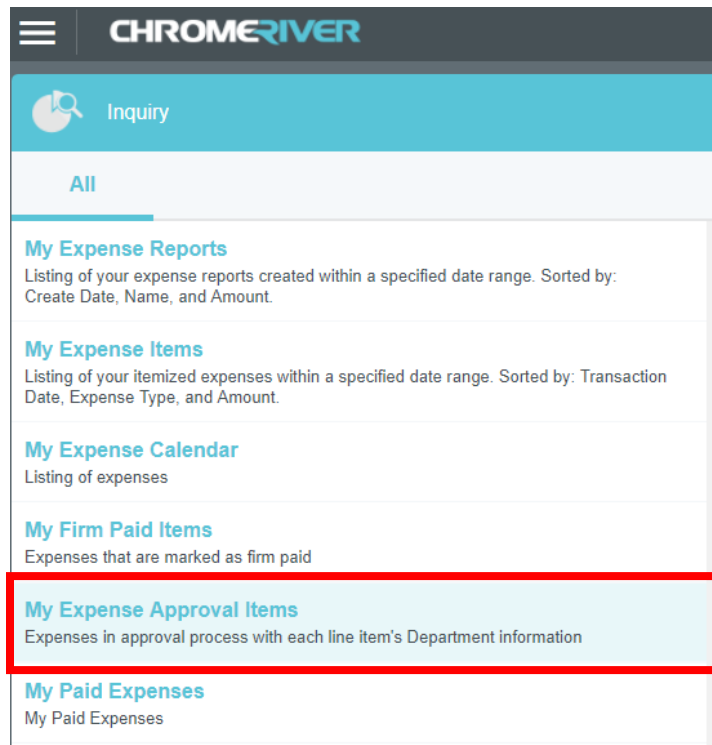 CHROMERIVER
Inquiry
All
My Expense Reports
Listing of your expense reports created within a specified date range. Sorted by:
Create Date, Name, and Amount.
My Expense Items
Listing of your itemized expenses within a specified date range. Sorted by: Transaction
Date, Expense Type, and Amount.
My Expense Calendar
Listing of expenses
My Firm Paid Items
Expenses that are marked as firm paid
My Expense Approval Items
Expenses in approval process with each line item's Department information
My Paid Expenses
My Paid Expenses